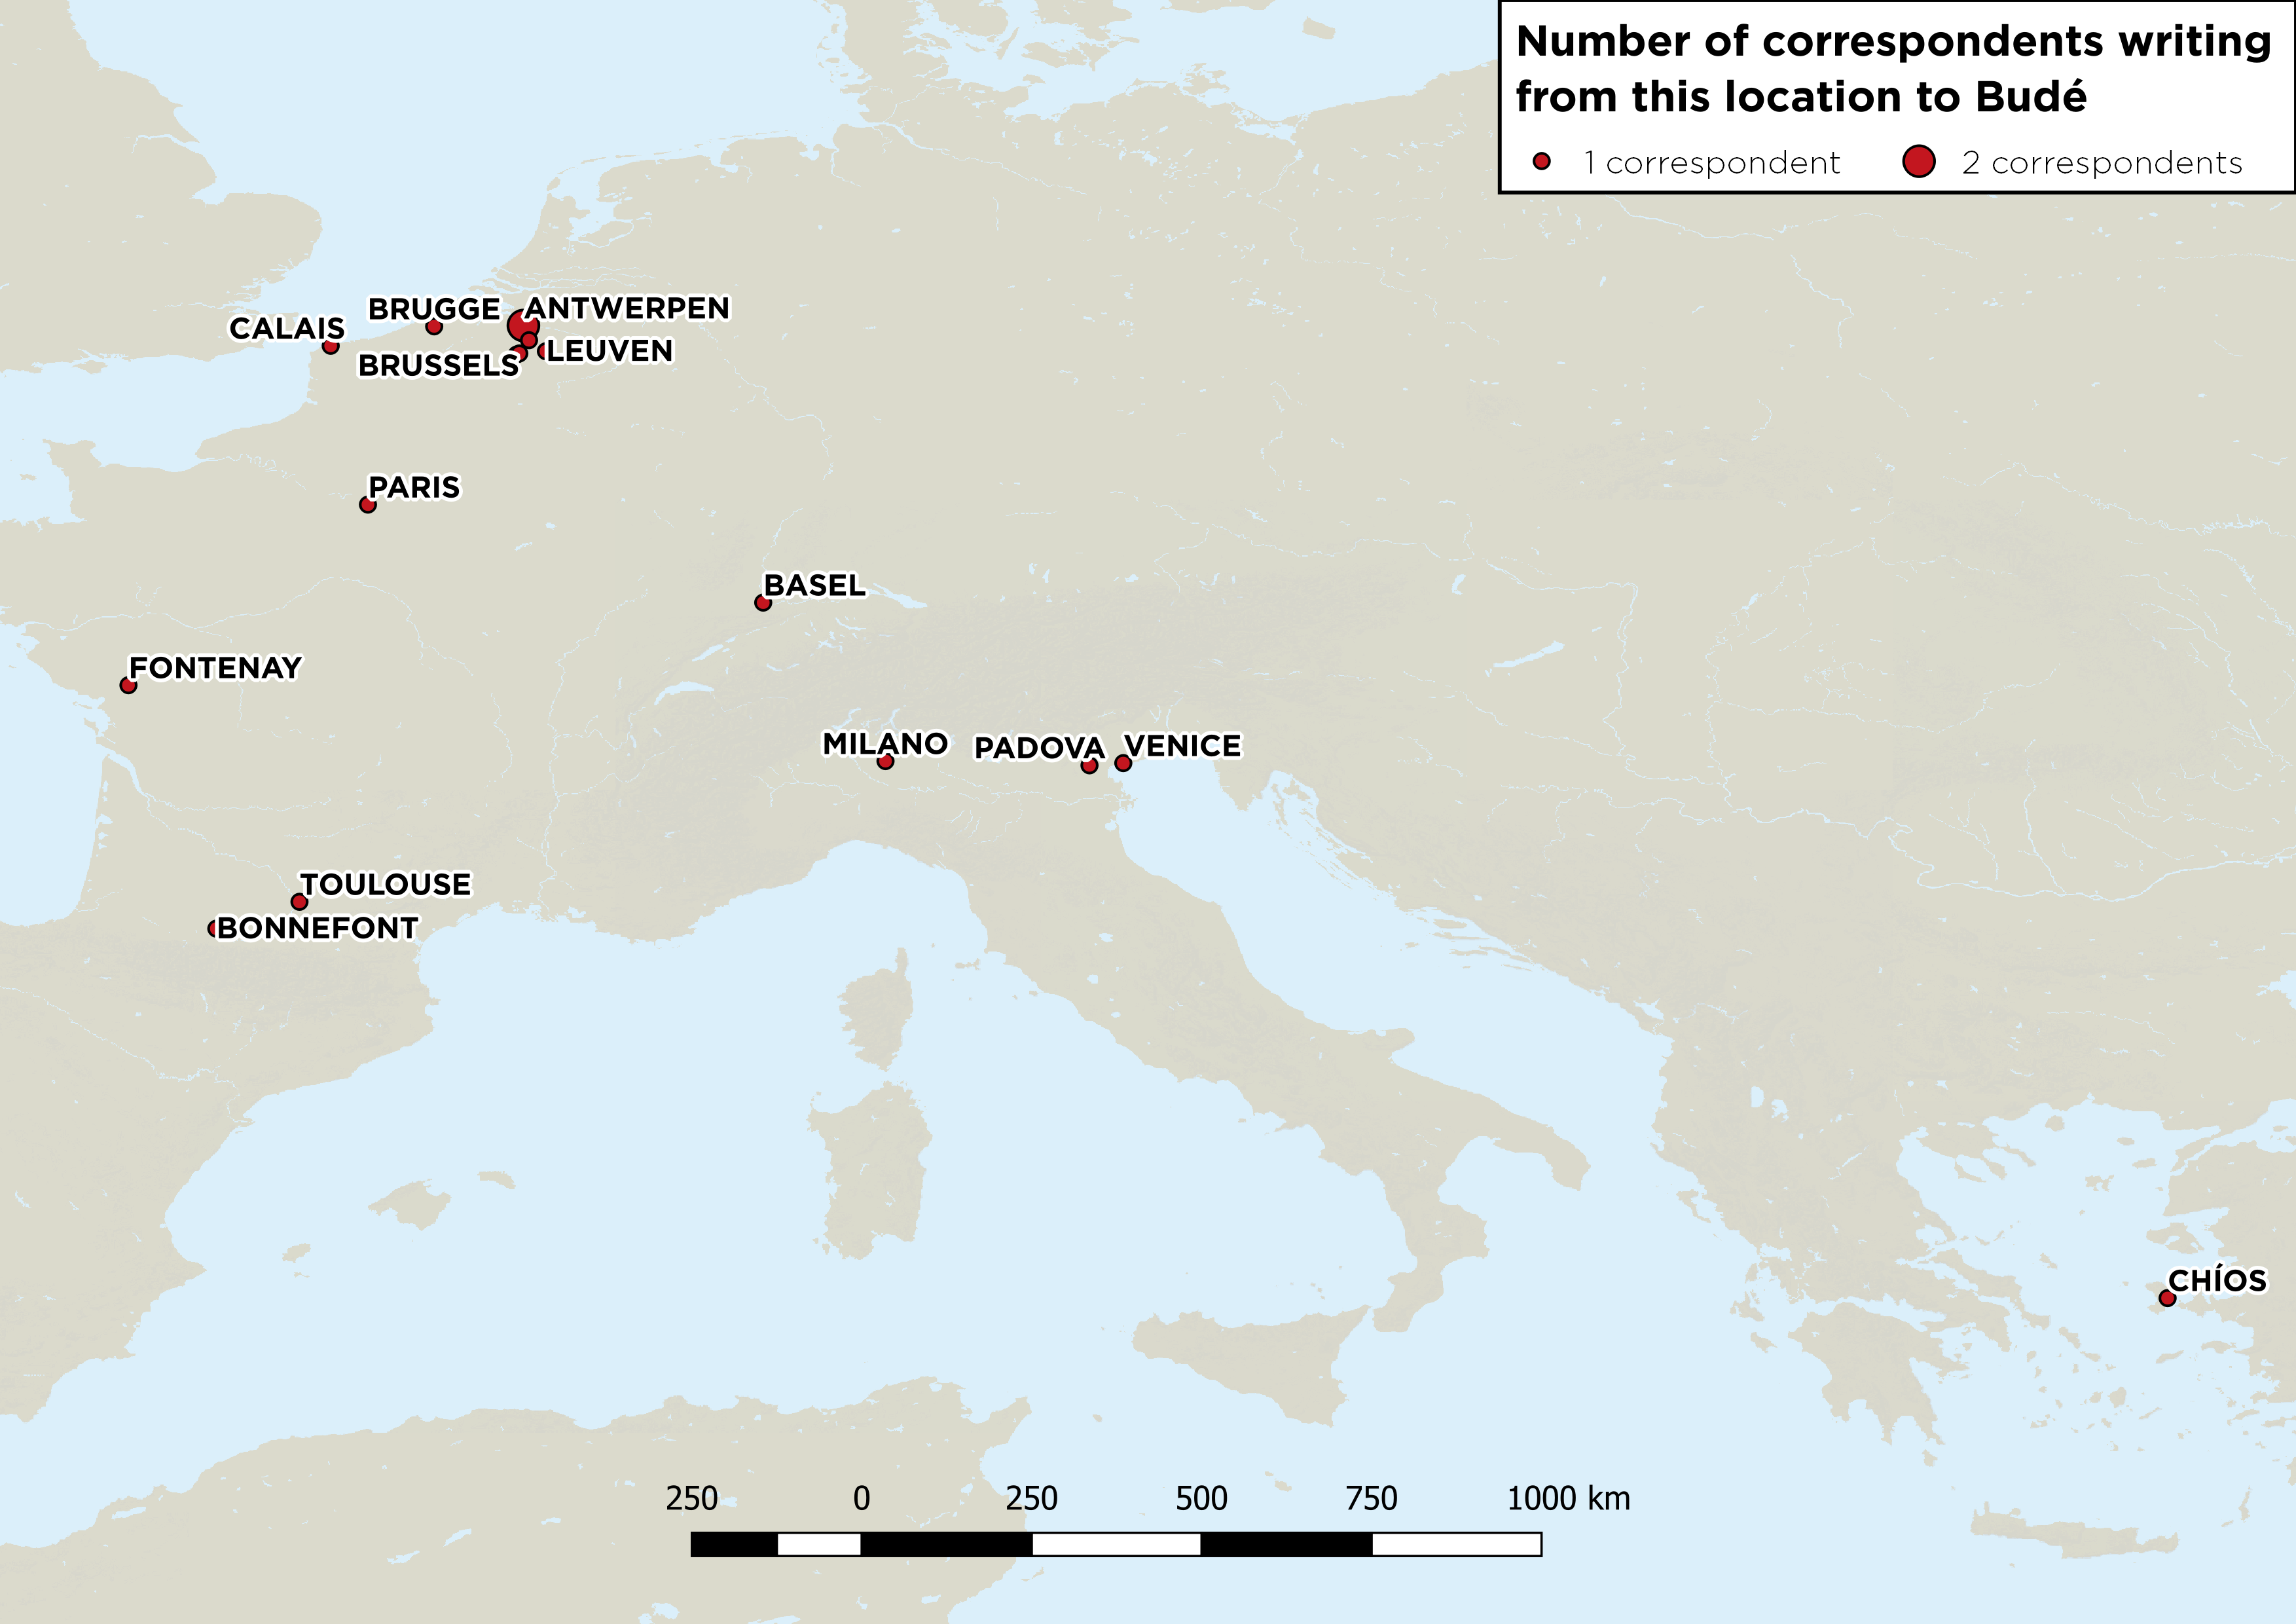 Number of correspondents writing
from this location to Budé
1 correspondent
2 correspondents
BRUGGE
ANTWERPEN
CALAIS
LEUVEN
BRUSSELS
PARIS
BASEL
FONTENAY
MILANO
PADOVA
VENICE
TOULOUSE
BONNEFONT
CHÍOS
250 0 250 500 750 1000 km